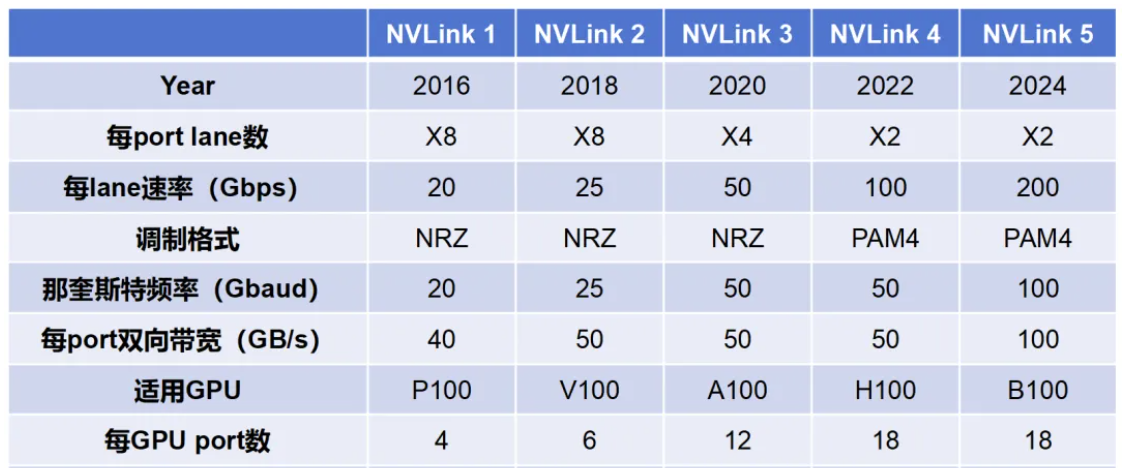 NVLink 1 NVLink 2 NVLink 3 NVLink 4 NVLink 5
Year 2016 2018 2020 2022 2024
每port lane数 X8 X8 X4 X2 X2
每lane速率（Gbps） 20 25 50 100 200
调制格式 NRZ NRZ NRZ PAM4 PAM4
那奎斯特频率（Gbaud） 20 25 50 50 100
每port双向带宽（GB/s） 40 50 50 50 100
适用GPU P100 V100 A100 H100 B100
每GPU port数 4 6 12 18 18